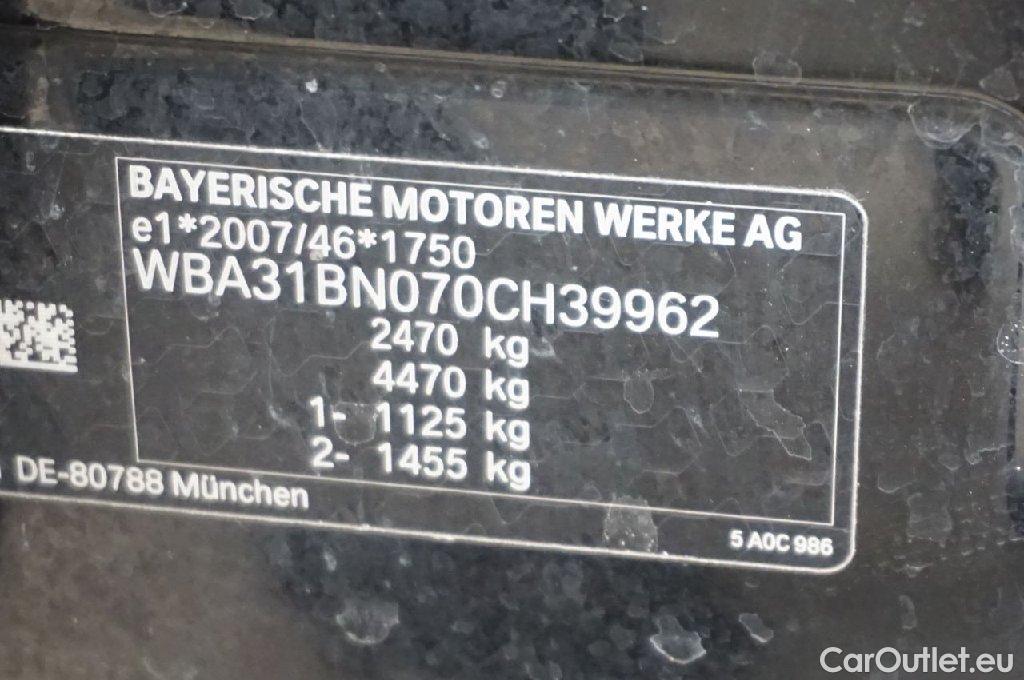 BAYERISCHE MOTOREN WERKE AG
e1*2007/46*1750
WBA31BN070CH39962
2470 kg
4470 kg
1- 1125 kg
2- 1455 kg
DE-80788 München
5 A0C 986
CarOutlet.eu